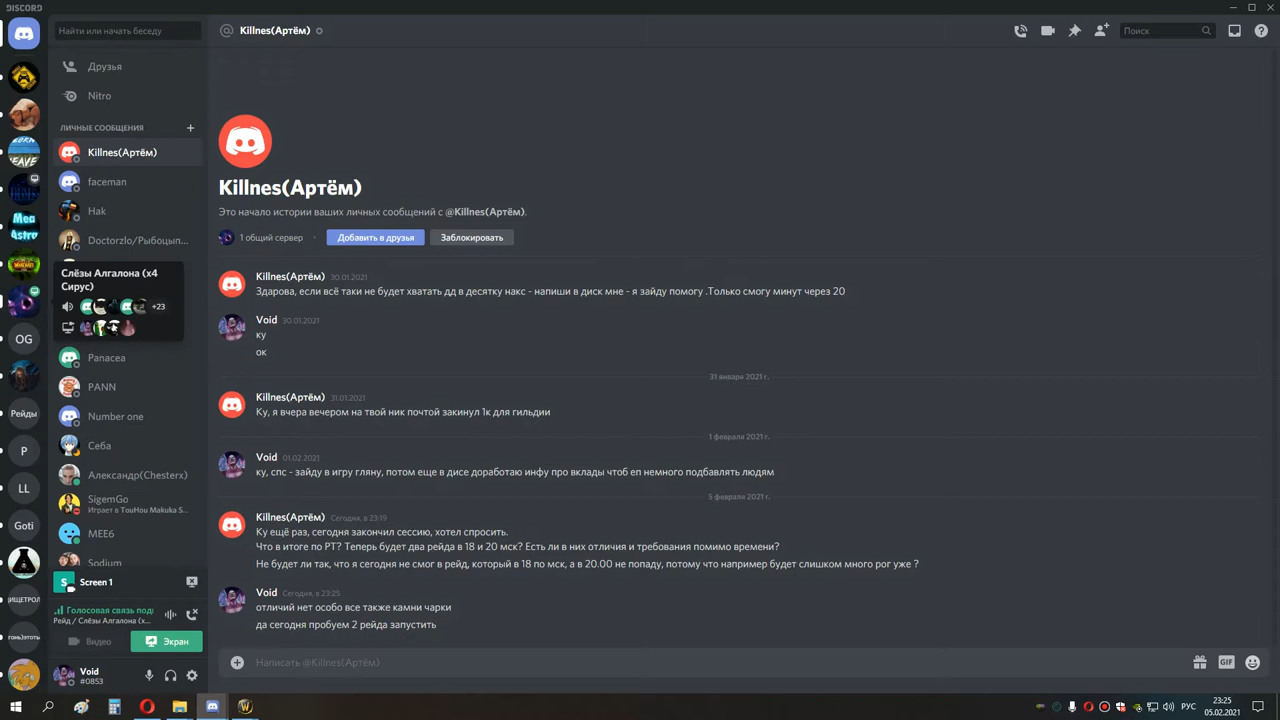 DISCORD
Найти или начать беседу
Killnes(Артём)
Поиск
Друзья
Nitro
ЛИЧНЫЕ СООБЩЕНИЯ
Killnes(Артём)
faceman
Hak
Doctorzlo/Рыбоцып...
Слёзы Алгалона (x4
Сирус)
+23
Panacea
PANN
Number one
Себа
Александр(Chesterx)
SigemGo
Играет в TouHou Makuka S...
MEE6
Sodium
Mea
Astro
OG
Рейды
P
LL
Goti
Screen 1
Голосовая связь под
Рейд / Слёзы Алгалона (x...
Видео
Экран
Void
#0853
Killnes(Артём)
Это начало истории ваших личных сообщений с @Killnes(Артём).
1 общий сервер
Добавить в друзья
Заблокировать
Killnes(Артём) 30.01.2021
Здарова, если всё таки не будет хватать дд в десятку накс - напиши в диск мне - я зайду помогу .Только смогу минут через 20
Void 30.01.2021
ку
ок
31 января 2021 г.
Killnes(Артём) 31.01.2021
Ку, я вчера вечером на твой ник почтой закинул 1к для гильдии
1 февраля 2021 г.
Void 01.02.2021
ку, спс - зайду в игру гляну, потом еще в дисе доработаю инфу про вклады чтоб еп немного подбавлять людям
5 февраля 2021 г.
Killnes(Артём) Сегодня, в 23:19
Ку ещё раз, сегодня закончил сессию, хотел спросить.
Что в итоге по РТ? Теперь будет два рейда в 18 и 20 мск? Есть ли в них отличия и требования помимо времени?
Не будет ли так, что я сегодня не смог в рейд, который в 18 по мск, а в 20.00 не попаду, потому что например будет слишком много рог уже ?
Void Сегодня, в 23:25
отличий нет особо все также камни чарки
да сегодня пробуем 2 рейда запустить
Написать @Killnes(Артём)
GIF
РУС
23:25
05.02.2021